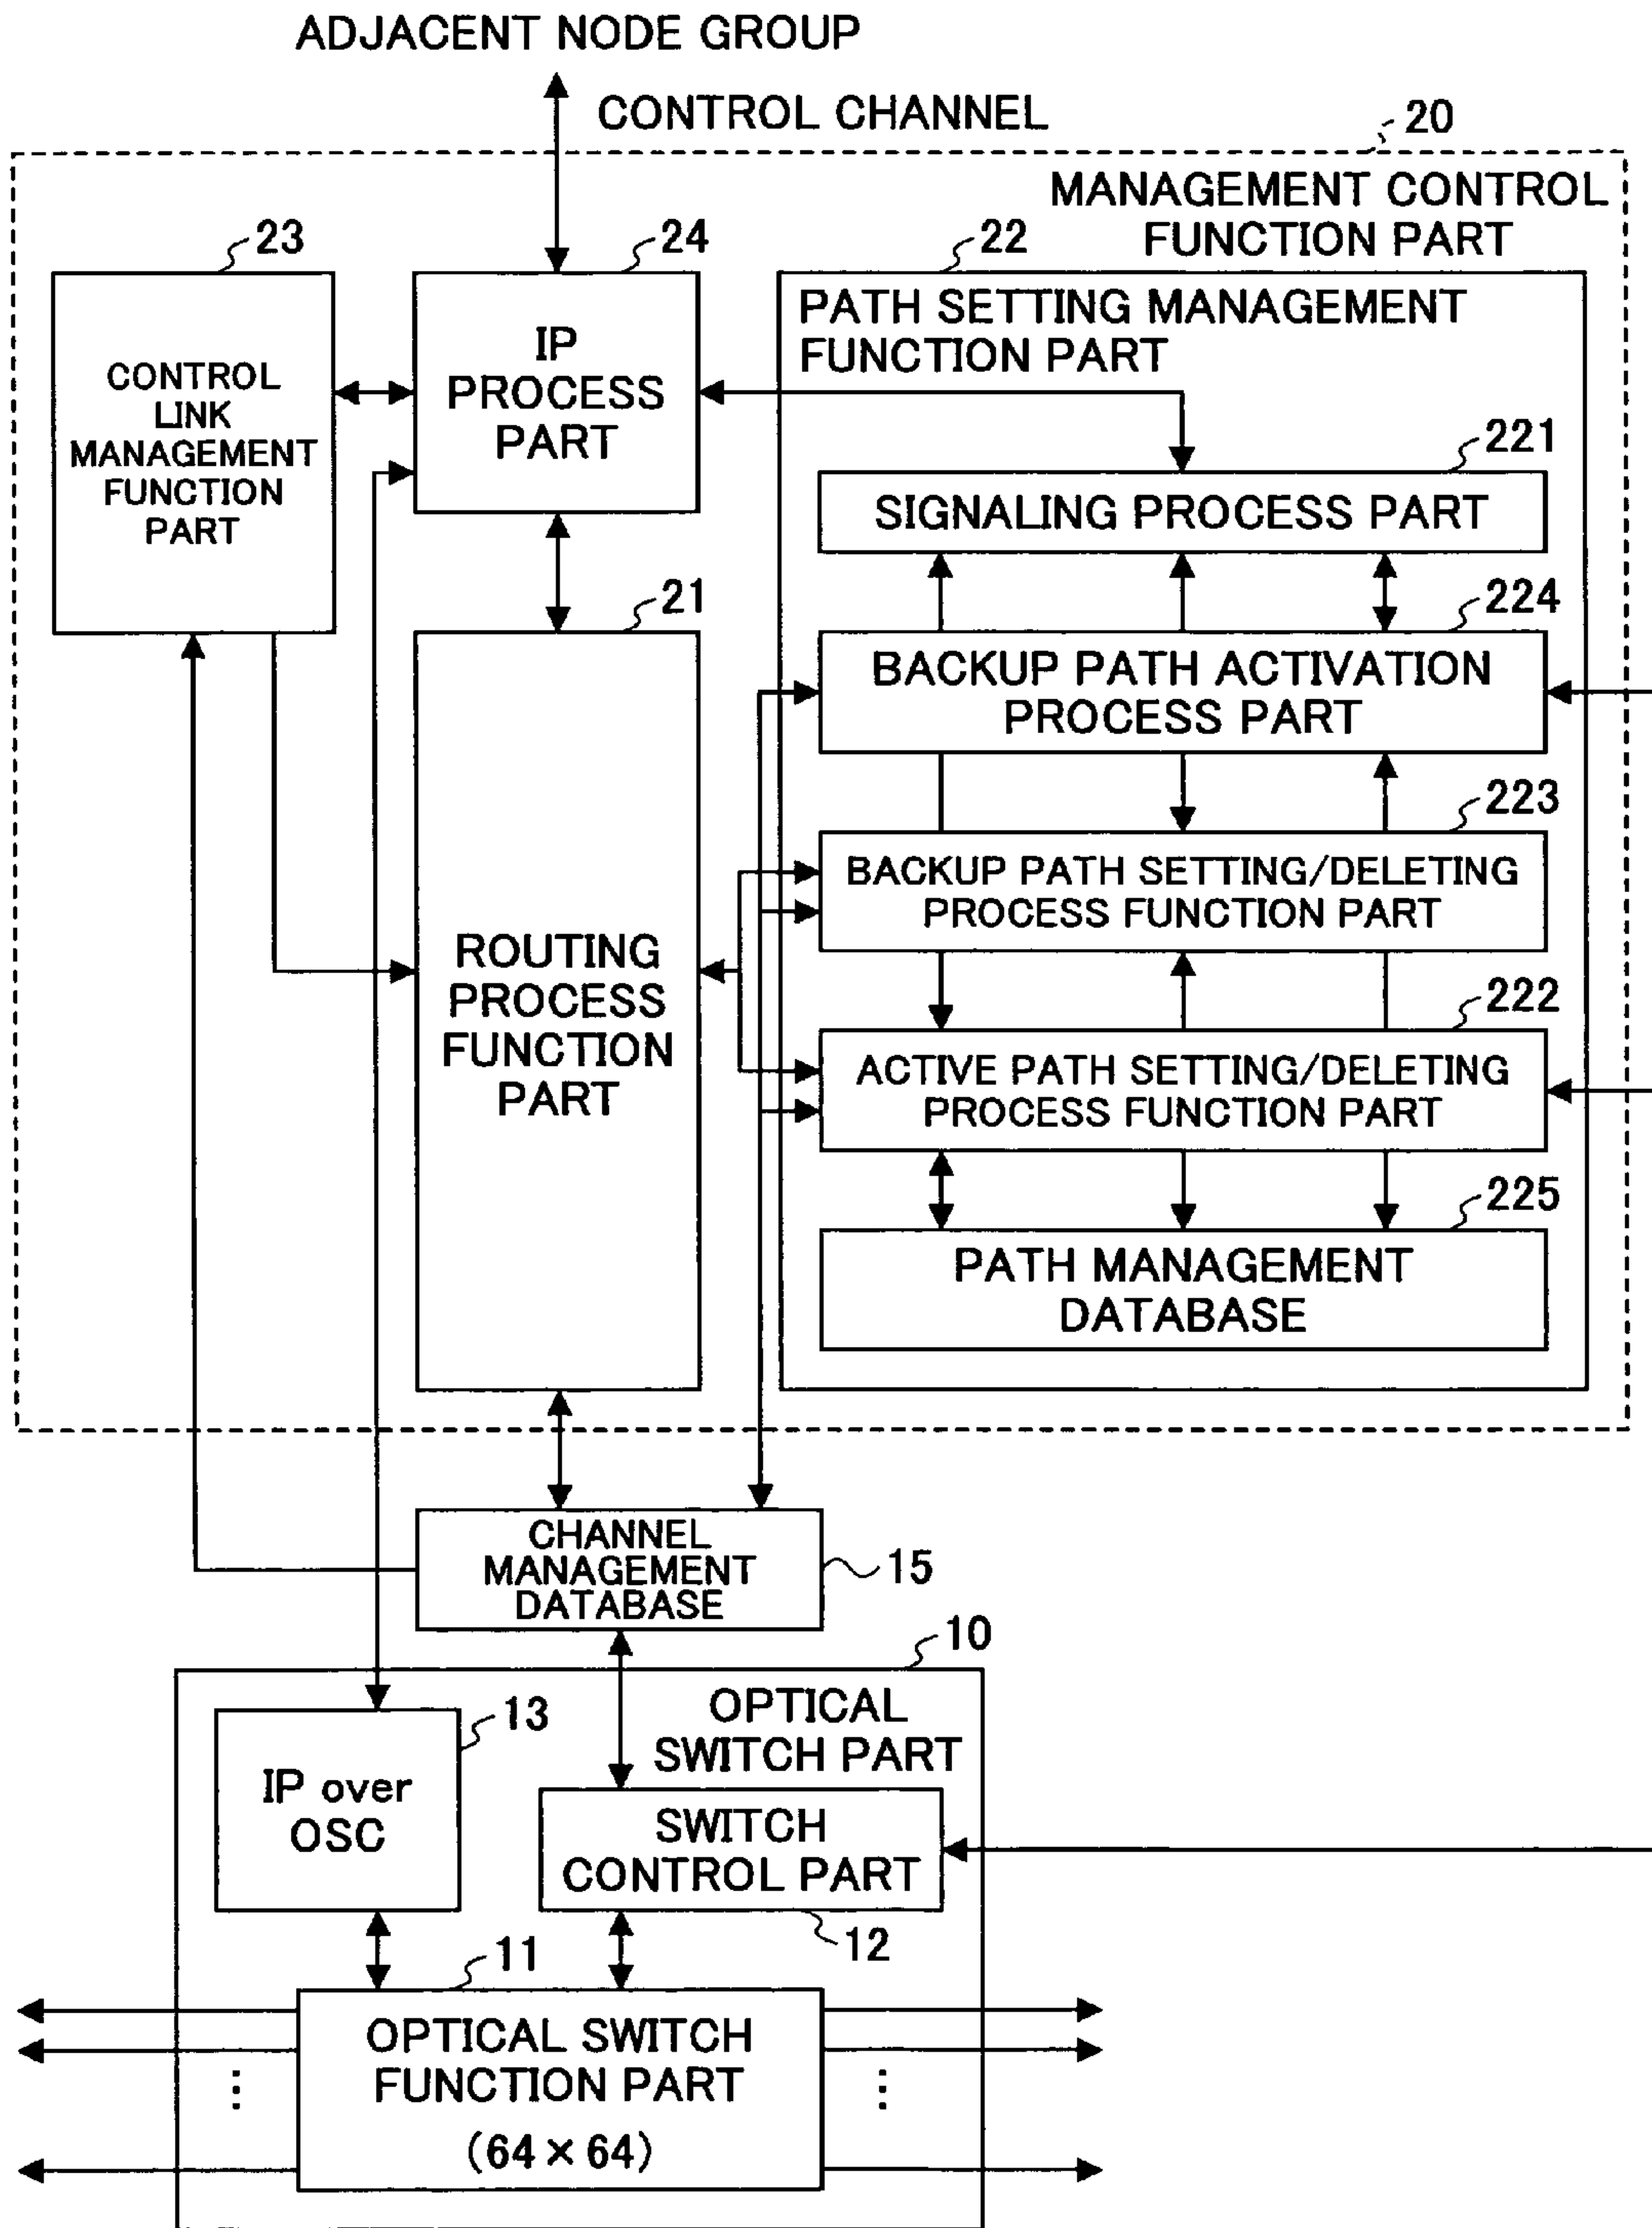 ADJACENT NODE GROUP
CONTROL CHANNEL
20
MANAGEMENT CONTROL
FUNCTION PART
23
24
22
CONTROL
LINK
MANAGEMENT
FUNCTION
PART
IP
PROCESS
PART
PATH SETTING MANAGEMENT
FUNCTION PART
221
SIGNALING PROCESS PART
21
224
BACKUP PATH ACTIVATION
PROCESS PART
223
BACKUP PATH SETTING/DELETING
PROCESS FUNCTION PART
ROUTING
PROCESS
FUNCTION
PART
222
ACTIVE PATH SETTING/DELETING
PROCESS FUNCTION PART
225
PATH MANAGEMENT
DATABASE
CHANNEL
MANAGEMENT
DATABASE
15
10
OPTICAL
SWITCH PART
13
IP over
OSC
SWITCH
CONTROL PART
12
11
OPTICAL SWITCH
FUNCTION PART
(64×64)
⋮
⋮